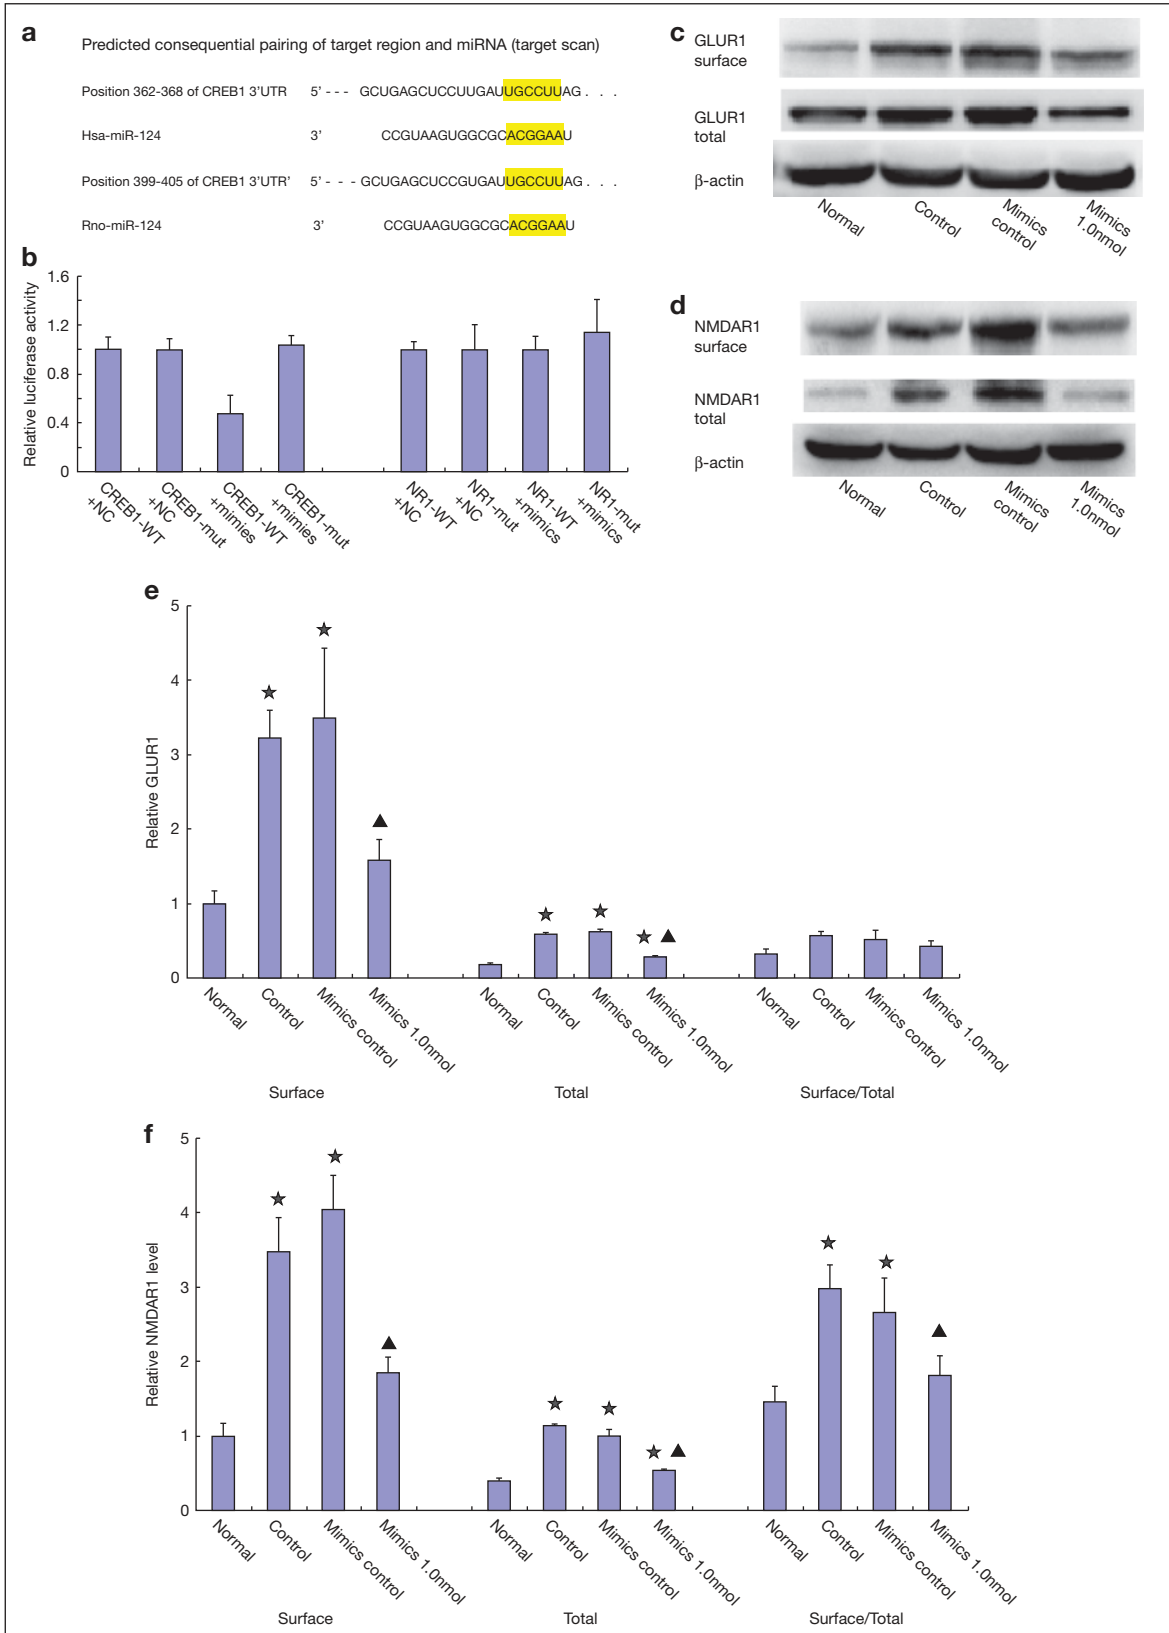 a
Predicted consequential pairing of target region and miRNA (target scan)
Position 362-368 of CREB1 3'UTR 5' - - - GCUGAGCUCCUUGAUUGCCUUAG . . .
Hsa-miR-124 3' CCGUAAGUGGCGCACGGAAU
Position 399-405 of CREB1 3'UTR' 5' - - - GCUGAGCUCCGUGAUUGCCUUAG . . .
Rno-miR-124 3' CCGUAAGUGGCGCACGGAAU
b
Relative luciferase activity
1.6
1.2
0.8
0.4
0
CREB1-WT
+NC
CREB1-mut
+NC
CREB1-WT
+mimies
CREB1-mut
+mimies
NR1-WT
+NC
NR1-mut
+NC
NR1-WT
+mimics
NR1-mut
+mimics
c
GLUR1
surface
GLUR1
total
β-actin
Normal
Control
Mimics
control
Mimics
1.0nmol
d
NMDAR1
surface
NMDAR1
total
β-actin
Normal
Control
Mimics
control
Mimics
1.0nmol
e
Relative GLUR1
5
4
3
2
1
0
Normal
Control
Mimics control
Mimics 1.0nmol
Normal
Control
Mimics control
Mimics 1.0nmol
Normal
Control
Mimics control
Mimics 1.0nmol
Surface
Total
Surface/Total
f
Relative NMDAR1 level
5
4
3
2
1
0
Normal
Control
Mimics control
Mimics 1.0nmol
Normal
Control
Mimics control
Mimics 1.0nmol
Normal
Control
Mimics control
Mimics 1.0nmol
Surface
Total
Surface/Total